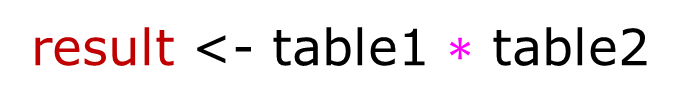 result <- table1 * table2